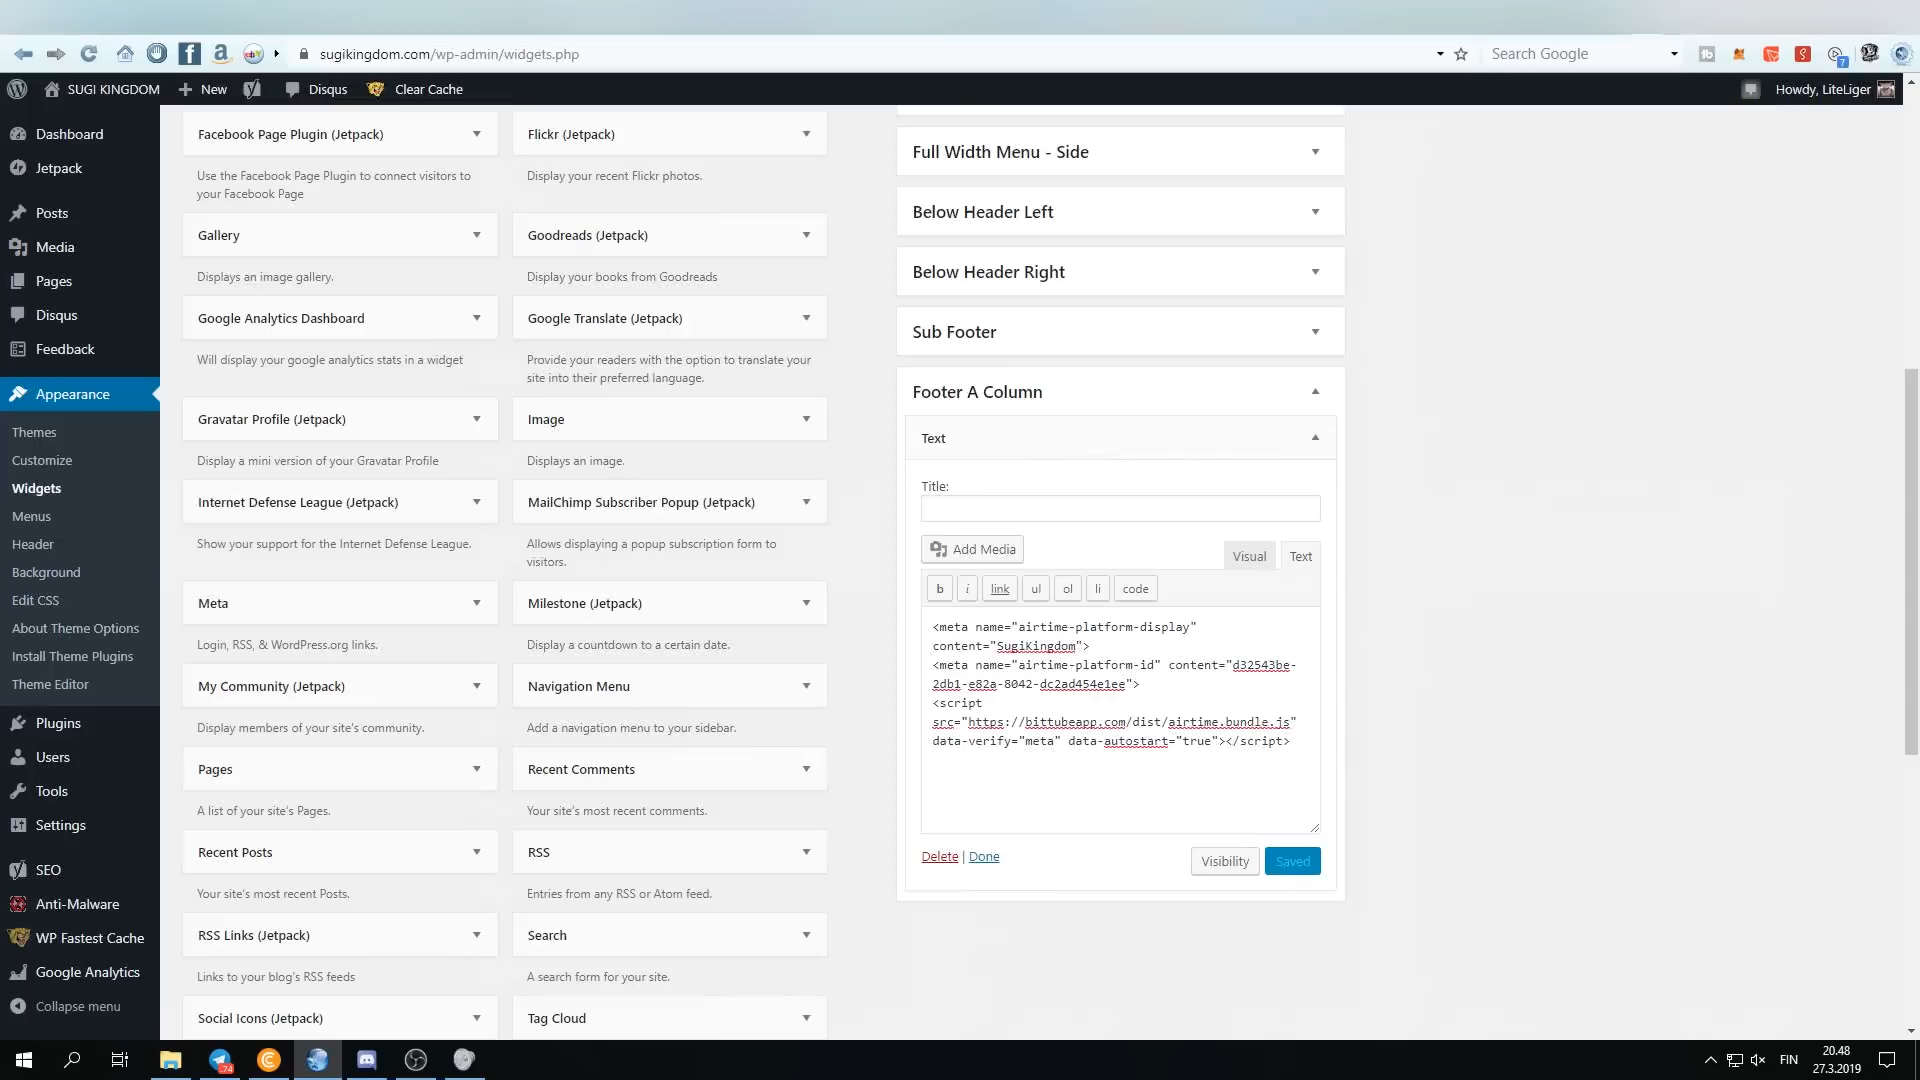 sugikingdom.com/wp-admin/widgets.php
Search Google
7
SUGI KINGDOM
New
Disqus
Clear Cache
Howdy, LiteLiger
Dashboard
Jetpack
Posts
Media
Pages
Disqus
Feedback
Appearance
Themes
Customize
Widgets
Menus
Header
Background
Edit CSS
About Theme Options
Install Theme Plugins
Theme Editor
Plugins
Users
Tools
Settings
SEO
Anti-Malware
WP Fastest Cache
Google Analytics
Collapse menu
Facebook Page Plugin (Jetpack)
Use the Facebook Page Plugin to connect visitors to
your Facebook Page
Flickr (Jetpack)
Display your recent Flickr photos.
Gallery
Displays an image gallery.
Goodreads (Jetpack)
Display your books from Goodreads
Google Analytics Dashboard
Will display your google analytics stats in a widget
Google Translate (Jetpack)
Provide your readers with the option to translate your
site into their preferred language.
Gravatar Profile (Jetpack)
Display a mini version of your Gravatar Profile
Image
Displays an image.
Internet Defense League (Jetpack)
Show your support for the Internet Defense League.
MailChimp Subscriber Popup (Jetpack)
Allows displaying a popup subscription form to
visitors.
Meta
Login, RSS, & WordPress.org links.
Milestone (Jetpack)
Display a countdown to a certain date.
My Community (Jetpack)
Display members of your site's community.
Navigation Menu
Add a navigation menu to your sidebar.
Pages
A list of your site's Pages.
Recent Comments
Your site's most recent comments.
Recent Posts
Your site's most recent Posts.
RSS
Entries from any RSS or Atom feed.
RSS Links (Jetpack)
Links to your blog's RSS feeds
Search
A search form for your site.
Social Icons (Jetpack)
Tag Cloud
Full Width Menu - Side
Below Header Left
Below Header Right
Sub Footer
Footer A Column
Text
Title:
Add Media
Visual
Text
b
i
link
ul
ol
li
code
<meta name="airtime-platform-display"
content="SugiKingdom">
<meta name="airtime-platform-id" content="d32543be-
2db1-e82a-8042-dc2ad454e1ee">
<script
src="https://bittubeapp.com/dist/airtime.bundle.js"
data-verify="meta" data-autostart="true"></script>
Delete | Done
Visibility
Saved
74
FIN
20.48
27.3.2019